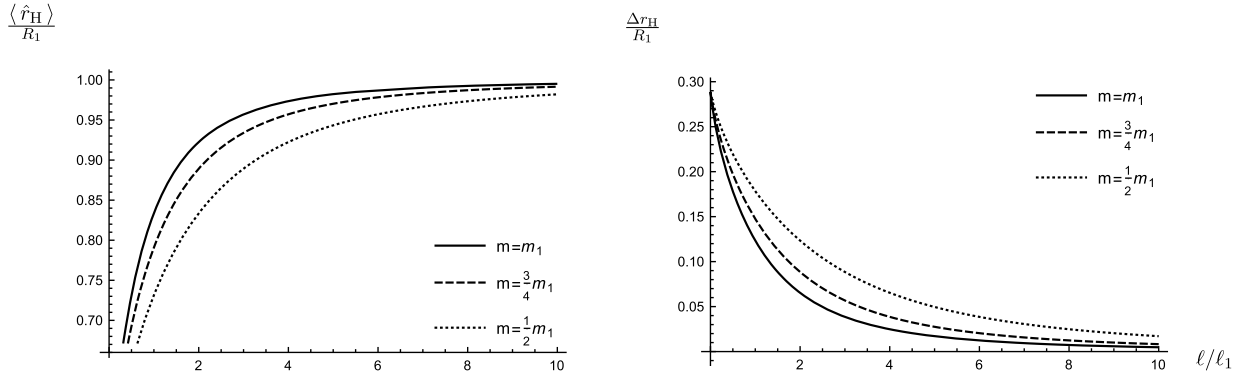 ⟨ r̂_H ⟩ / R_1
1.00
0.95
0.90
0.85
0.80
0.75
0.70
2 4 6 8 10
m=m_1
m=3/4 m_1
m=1/2 m_1
Δr_H / R_1
0.30
0.25
0.20
0.15
0.10
0.05
0 2 4 6 8 10
ℓ/ℓ_1
m=m_1
m=3/4 m_1
m=1/2 m_1